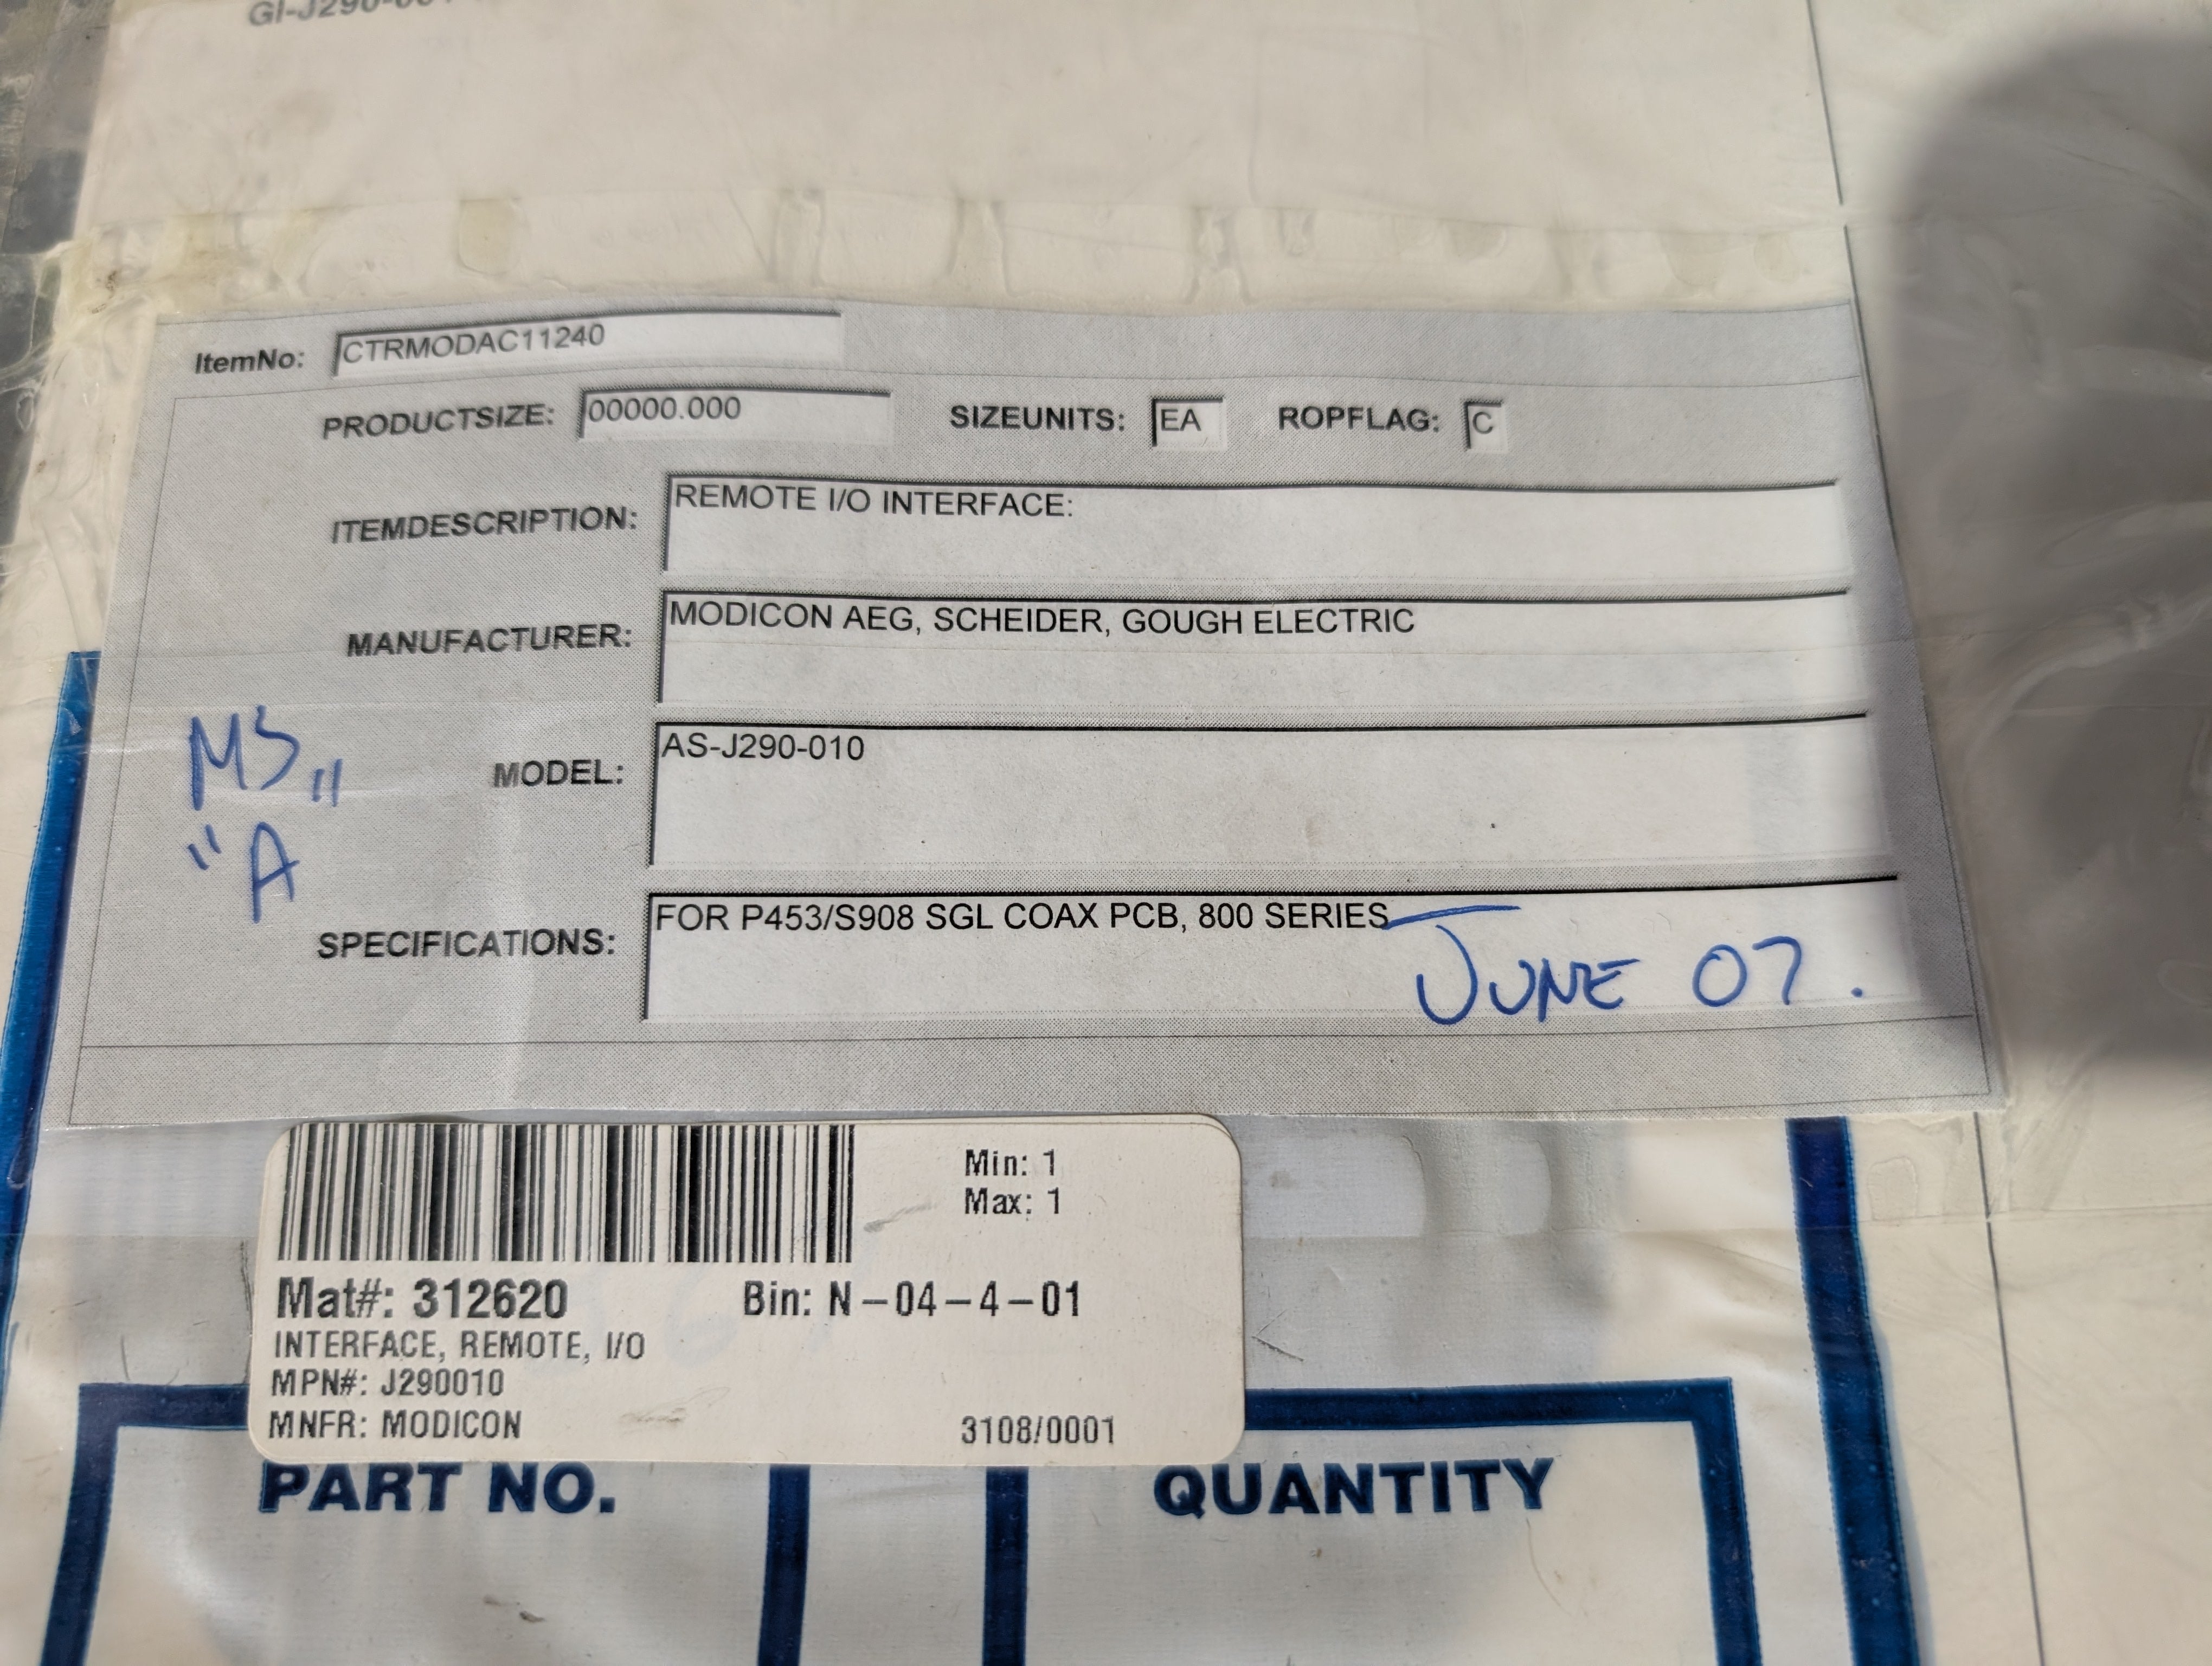 GI-J290-
ItemNo: CTRMODAC11240
PRODUCTSIZE: 00000.000 SIZEUNITS: EA ROPFLAG: C
ITEMDESCRIPTION: REMOTE I/O INTERFACE:
MANUFACTURER: MODICON AEG, SCHEIDER, GOUGH ELECTRIC
MS„
MODEL: AS-J290-010
"A
SPECIFICATIONS: FOR P453/S908 SGL COAX PCB, 800 SERIES
JUNE 07.
Min: 1
Max: 1
Mat#: 312620 Bin: N-04-4-01
INTERFACE, REMOTE, I/O
MPN#: J290010
MNFR: MODICON 3108/0001
PART NO. QUANTITY